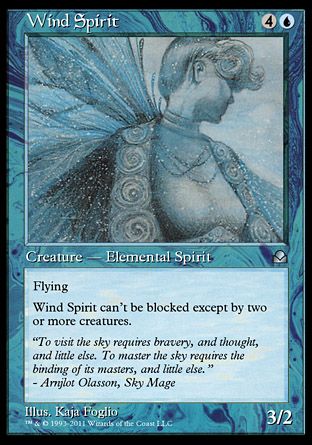 Wind Spirit 4
Creature — Elemental Spirit
Flying
Wind Spirit can't be blocked except by two
or more creatures.
“To visit the sky requires bravery, and thought,
and little else. To master the sky requires the
binding of its masters, and little else.”
- Arnjlot Olasson, Sky Mage
Illus. Kaja Foglio
™ & © 1993-2011 Wizards of the Coast LLC
3/2